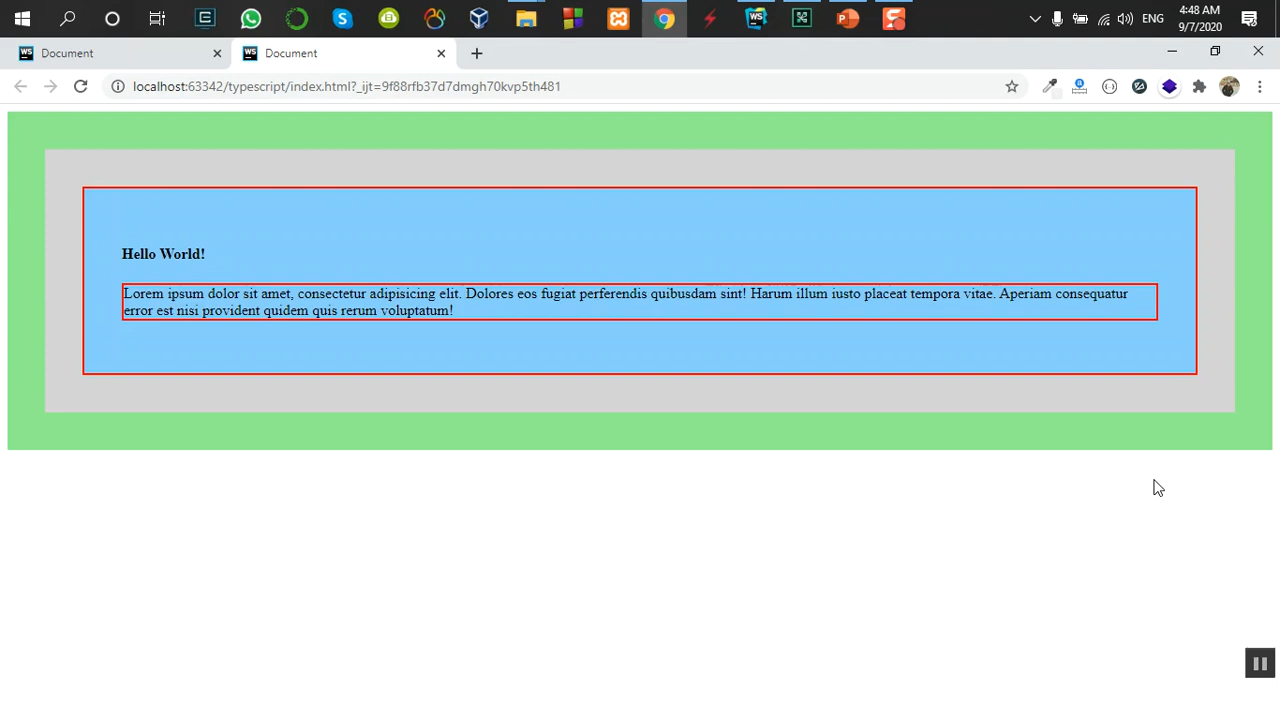 4:48 AM
ENG
9/7/2020
Document
Document
localhost:63342/typescript/index.html?_ijt=9f88rfb37d7dmgh70kvp5th481
Hello World!
Lorem ipsum dolor sit amet, consectetur adipisicing elit. Dolores eos fugiat perferendis quibusdam sint! Harum illum iusto placeat tempora vitae. Aperiam consequatur
error est nisi provident quidem quis rerum voluptatum!